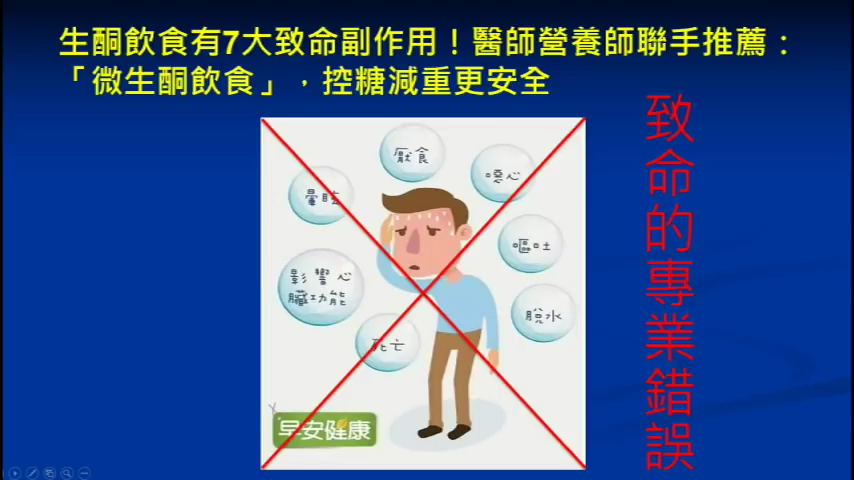 生酮飲食有7大致命副作用！醫師營養師聯手推薦：
「微生酮飲食」，控糖減重更安全
致命的專業錯誤
厭食
噁心
暈眩
嘔吐
影響心
臟功能
脫水
死亡
早安健康